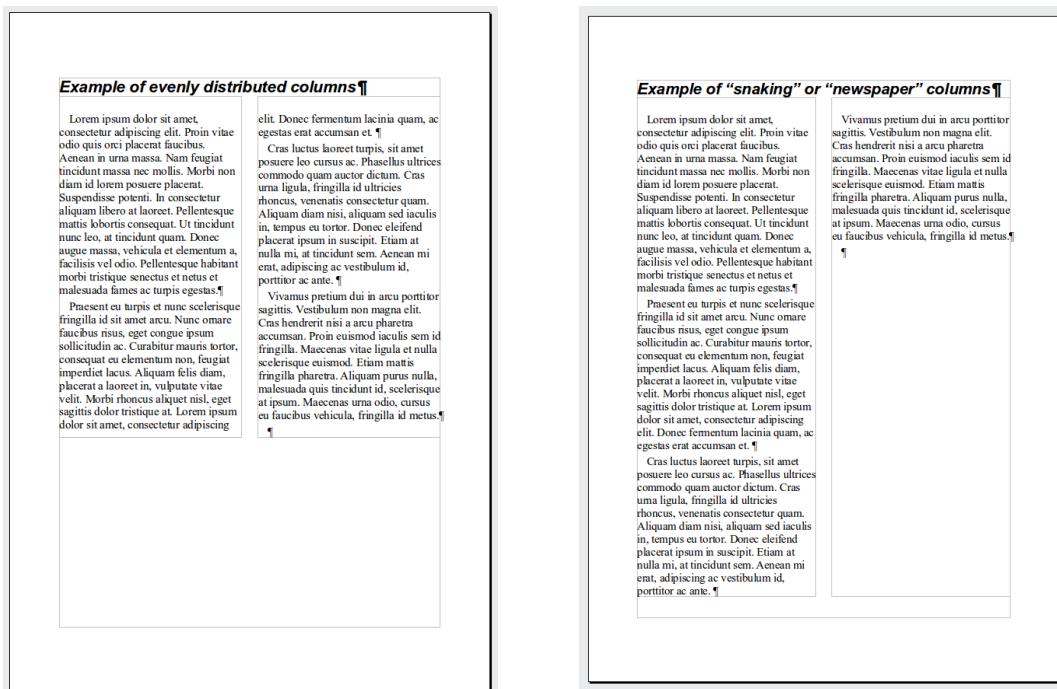 Example of evenly distributed columns¶
Lorem ipsum dolor sit amet,
consectetur adipiscing elit. Proin vitae
odio quis orci placerat faucibus.
Aenean in urna massa. Nam feugiat
tincidunt massa nec mollis. Morbi non
diam id lorem posuere placerat.
Suspendisse potenti. In consectetur
aliquam libero at laoreet. Pellentesque
mattis lobortis consequat. Ut tincidunt
nunc leo, at tincidunt quam. Donec
augue massa, vehicula et elementum a,
facilisis vel odio. Pellentesque habitant
morbi tristique senectus et netus et
malesuada fames ac turpis egestas.¶
Praesent eu turpis et nunc scelerisque
fringilla id sit amet arcu. Nunc ornare
faucibus risus, eget congue ipsum
sollicitudin ac. Curabitur mauris tortor,
consequat eu elementum non, feugiat
imperdiet lacus. Aliquam felis diam,
placerat a laoreet in, vulputate vitae
velit. Morbi rhoncus aliquet nisl, eget
sagittis dolor tristique at. Lorem ipsum
dolor sit amet, consectetur adipiscing
elit. Donec fermentum lacinia quam, ac
egestas erat accumsan et. ¶
Cras luctus laoreet turpis, sit amet
posuere leo cursus ac. Phasellus ultrices
commodo quam auctor dictum. Cras
urna ligula, fringilla id ultricies
rhoncus, venenatis consectetur quam.
Aliquam diam nisi, aliquam sed iaculis
in, tempus eu tortor. Donec eleifend
placerat ipsum in suscipit. Etiam at
nulla mi, at tincidunt sem. Aenean mi
erat, adipiscing ac vestibulum id,
porttitor ac ante. ¶
Vivamus pretium dui in arcu porttitor
sagittis. Vestibulum non magna elit.
Cras hendrerit nisi a arcu pharetra
accumsan. Proin euismod iaculis sem id
fringilla. Maecenas vitae ligula et nulla
scelerisque euismod. Etiam mattis
fringilla pharetra. Aliquam purus nulla,
malesuada quis tincidunt id, scelerisque
at ipsum. Maecenas urna odio, cursus
eu faucibus vehicula, fringilla id metus.¶
¶
Example of “snaking” or “newspaper” columns¶
Lorem ipsum dolor sit amet,
consectetur adipiscing elit. Proin vitae
odio quis orci placerat faucibus.
Aenean in urna massa. Nam feugiat
tincidunt massa nec mollis. Morbi non
diam id lorem posuere placerat.
Suspendisse potenti. In consectetur
aliquam libero at laoreet. Pellentesque
mattis lobortis consequat. Ut tincidunt
nunc leo, at tincidunt quam. Donec
augue massa, vehicula et elementum a,
facilisis vel odio. Pellentesque habitant
morbi tristique senectus et netus et
malesuada fames ac turpis egestas.¶
Praesent eu turpis et nunc scelerisque
fringilla id sit amet arcu. Nunc ornare
faucibus risus, eget congue ipsum
sollicitudin ac. Curabitur mauris tortor,
consequat eu elementum non, feugiat
imperdiet lacus. Aliquam felis diam,
placerat a laoreet in, vulputate vitae
velit. Morbi rhoncus aliquet nisl, eget
sagittis dolor tristique at. Lorem ipsum
dolor sit amet, consectetur adipiscing
elit. Donec fermentum lacinia quam, ac
egestas erat accumsan et. ¶
Cras luctus laoreet turpis, sit amet
posuere leo cursus ac. Phasellus ultrices
commodo quam auctor dictum. Cras
urna ligula, fringilla id ultricies
rhoncus, venenatis consectetur quam.
Aliquam diam nisi, aliquam sed iaculis
in, tempus eu tortor. Donec eleifend
placerat ipsum in suscipit. Etiam at
nulla mi, at tincidunt sem. Aenean mi
erat, adipiscing ac vestibulum id,
porttitor ac ante. ¶
Vivamus pretium dui in arcu porttitor
sagittis. Vestibulum non magna elit.
Cras hendrerit nisi a arcu pharetra
accumsan. Proin euismod iaculis sem id
fringilla. Maecenas vitae ligula et nulla
scelerisque euismod. Etiam mattis
fringilla pharetra. Aliquam purus nulla,
malesuada quis tincidunt id, scelerisque
at ipsum. Maecenas urna odio, cursus
eu faucibus vehicula, fringilla id metus.¶
¶